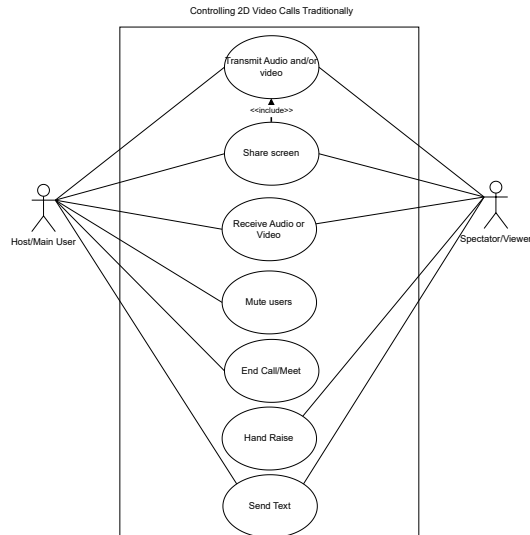 Controlling 2D Video Calls Traditionally
Transmit Audio and/or
video
<<include>>
Share screen
Host/Main User
Spectator/Viewer
Receive Audio or
Video
Mute users
End Call/Meet
Hand Raise
Send Text